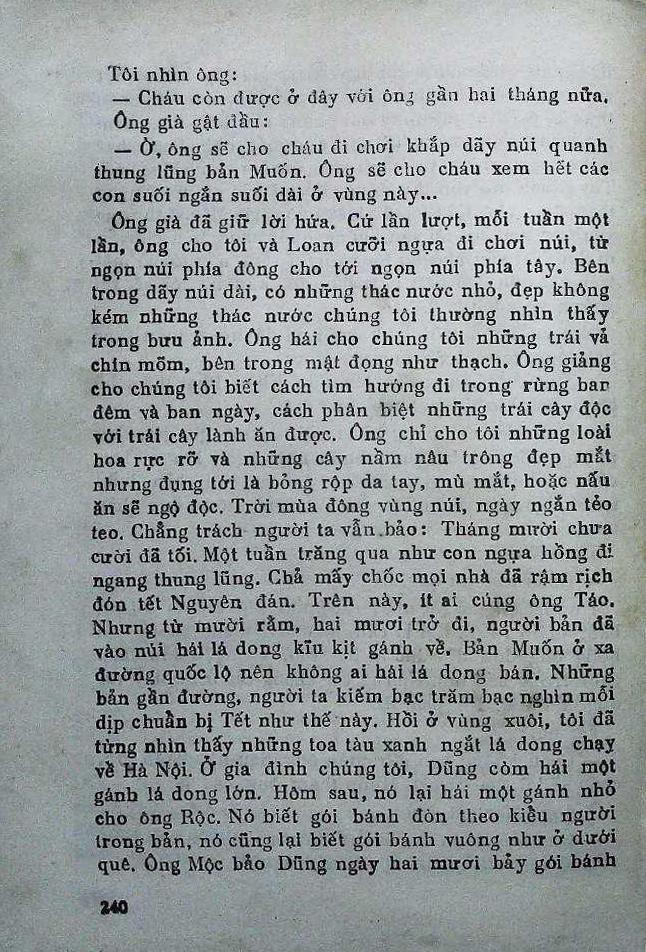 Tôi nhìn ông:
— Cháu còn được ở đây với ông gần hai tháng nữa.
Ông già gật đầu:
— Ờ, ông sẽ cho cháu đi chơi khắp dãy núi quanh
thung lũng bản Muốn. Ông sẽ cho cháu xem hết các
con suối ngắn suối dài ở vùng này...
Ông già đã giữ lời hứa. Cứ lần lượt, mỗi tuần một
lần, ông cho tôi và Loan cưỡi ngựa đi chơi núi, từ
ngọn núi phía đông cho tới ngọn núi phía tây. Bên
trong dãy núi dài, có những thác nước nhỏ, đẹp không
kém những thác nước chúng tôi thường nhìn thấy
trong bưu ảnh. Ông hái cho chúng tôi những trái vả
chín mõm, bên trong mật đọng như thạch. Ông giảng
cho chúng tôi biết cách tìm hướng đi trong rừng ban
đêm và ban ngày, cách phân biệt những trái cây độc
với trái cây lành ăn được. Ông chỉ cho tôi những loài
hoa rực rỡ và những cây nấm nâu trông đẹp mắt
nhưng đụng tới là bỏng rộp da tay, mù mắt, hoặc nấu
ăn sẽ ngộ độc. Trời mùa đông vùng núi, ngày ngắn tẻo
teo. Chẳng trách người ta vẫn bảo: Tháng mười chưa
cười đã tối. Một tuần trăng qua như con ngựa hồng đi
ngang thung lũng. Chả mấy chốc mọi nhà đã rậm rịch
đón tết Nguyên đán. Trên này, ít ai cúng ông Táo.
Nhưng từ mười rằm, hai mươi trở đi, người bản đã
vào núi hái lá dong kĩu kịt gánh về. Bản Muốn ở xa
đường quốc lộ nên không ai hái lá dong bán. Những
bản gần đường, người ta kiếm bạc trăm bạc nghìn mỗi
dịp chuẩn bị Tết như thế này. Hồi ở vùng xuôi, tôi đã
từng nhìn thấy những toa tàu xanh ngắt lá dong chạy
về Hà Nội. Ở gia đình chúng tôi, Dũng còm hái một
gánh lá dong lớn. Hôm sau, nó lại hái một gánh nhỏ
cho ông Rộc. Nó biết gói bánh đòn theo kiểu người
trong bản, nó cũng lại biết gói bánh vuông như ở dưới
quê. Ông Mộc bảo Dũng ngày hai mươi bảy gói bánh
240